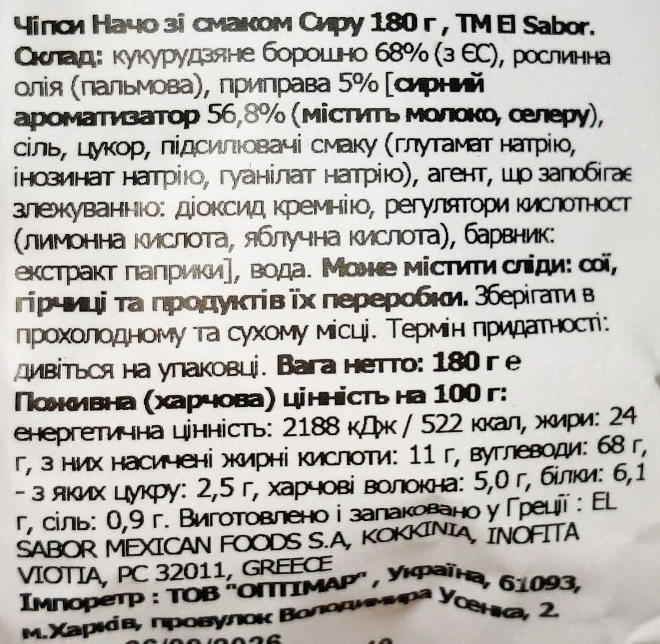 Чіпси Начо зі смаком Сиру 180 г , ТМ El Sabor.
Склад: кукурудзяне борошно 68% (з ЄС), рослинна
олія (пальмова), приправа 5% [сирний
ароматизатор 56,8% (містить молоко, селеру),
сіль, цукор, підсилювачі смаку (глутамат натрію,
інозинат натрію, гуанілат натрію), агент, що запобігає
злежуванню: діоксид кремнію, регулятори кислотност
(лимонна кислота, яблучна кислота), барвник:
екстракт паприки], вода. Може містити сліди: сої,
гірчиці та продуктів їх переробки. Зберігати в
прохолодному та сухому місці. Термін придатності:
дивіться на упаковці. Вага нетто: 180 г е
Поживна (харчова) цінність на 100 г:
енергетична цінність: 2188 кДж / 522 ккал, жири: 24
г, з них насичені жирні кислоти: 11 г, вуглеводи: 68 г,
- з яких цукру: 2,5 г, харчові волокна: 5,0 г, білки: 6,1
г, сіль: 0,9 г. Виготовлено і запаковано у Греції : EL
SABOR MEXICAN FOODS S.A, KOKKINIA, INOFITA
VIOTIA, PC 32011, GREECE
Імпоретр : ТОВ "ОПТІМАР" , Україна, 61093,
м.Харків, провулок Володимира Усенка, 2.